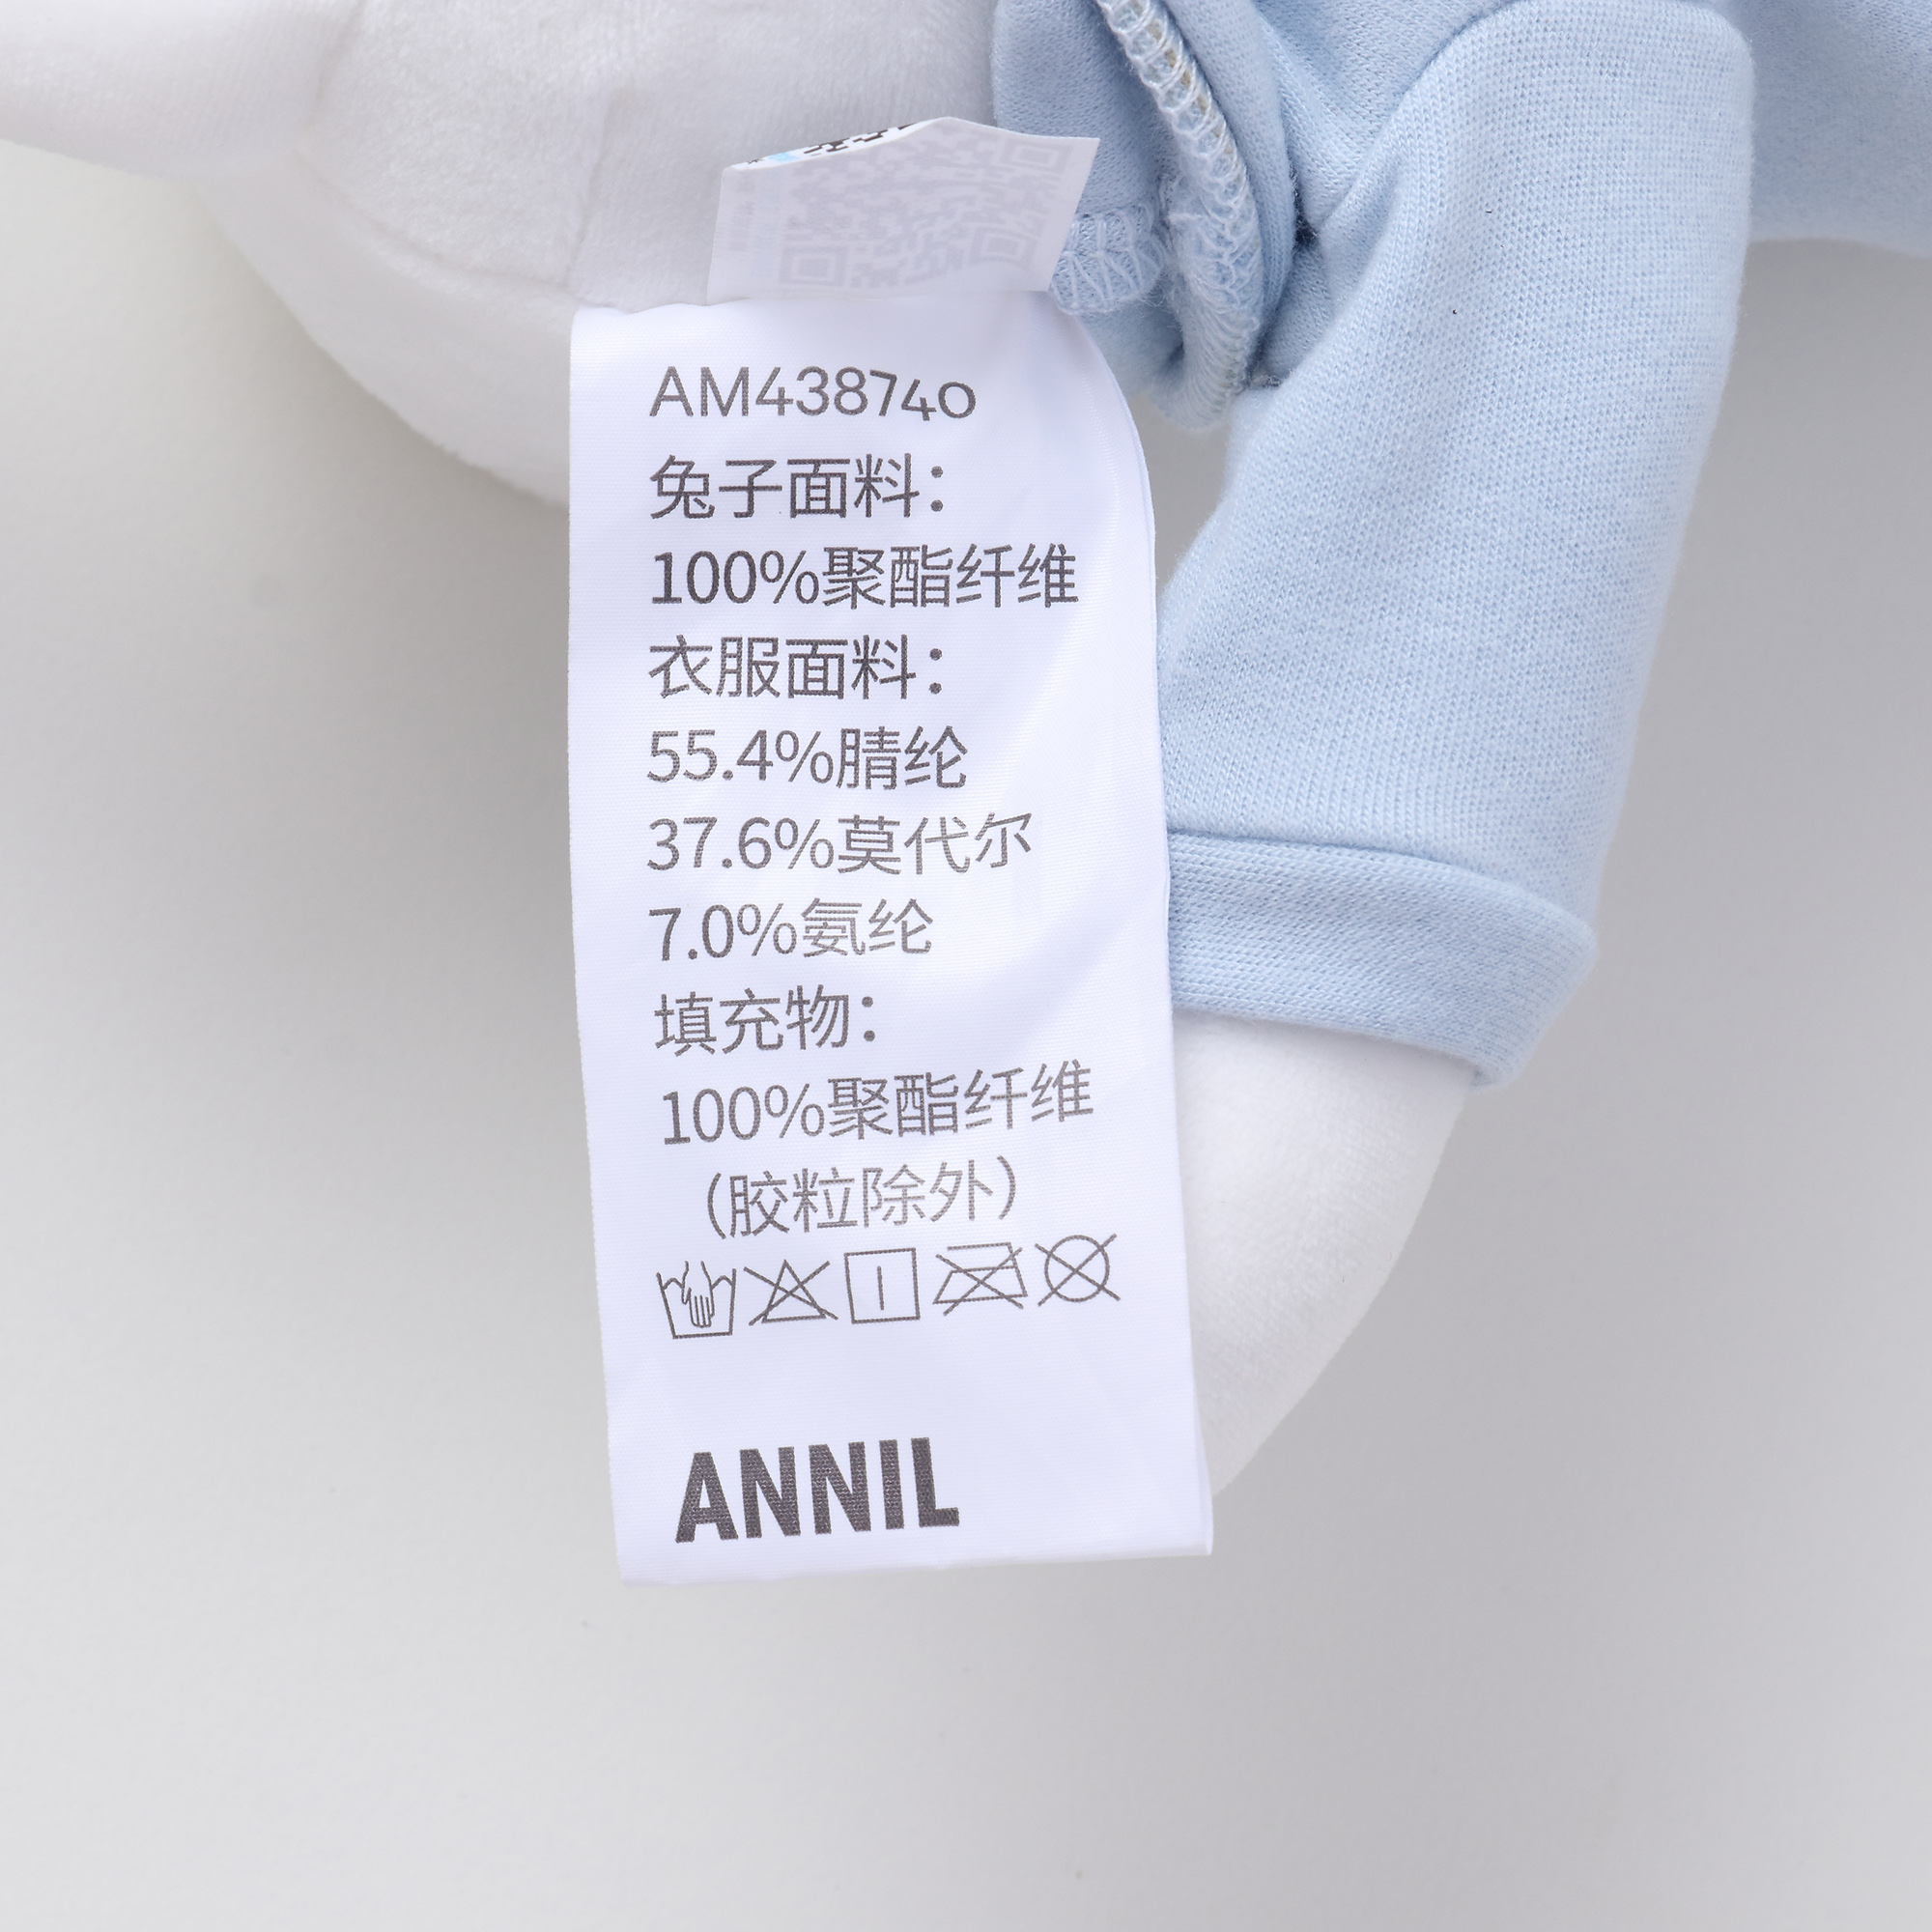 AM438740
兔子面料：
100%聚酯纤维
衣服面料：
55.4%腈纶
37.6%莫代尔
7.0%氨纶
填充物：
100%聚酯纤维
（胶粒除外）
ANNIL